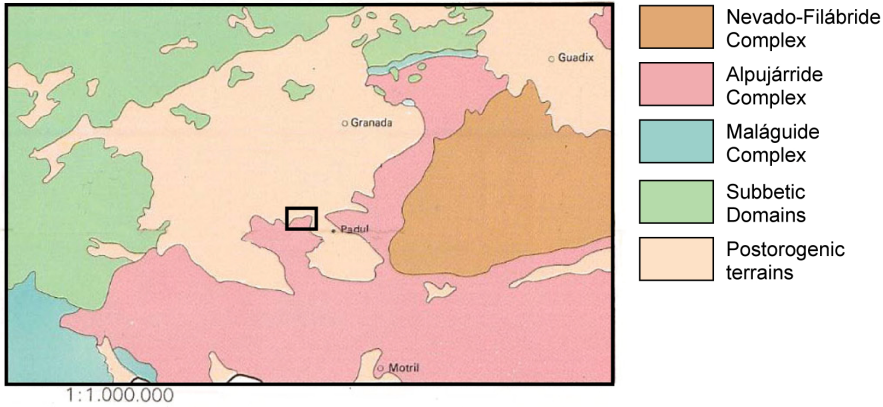 Guadix
Granada
Padul
Motril
1:1.000.000
Nevado-Filábride
Complex
Alpujárride
Complex
Maláguide
Complex
Subbetic
Domains
Postorogenic
terrains